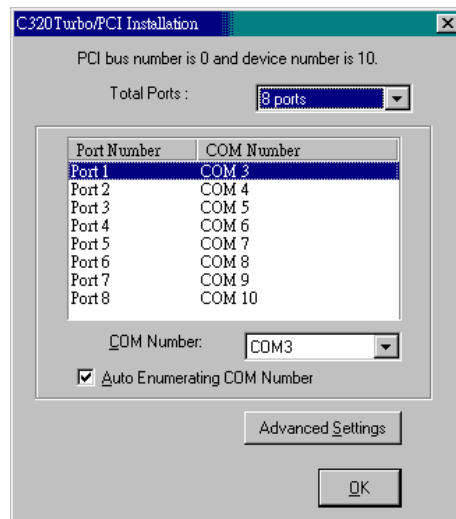 C320Turbo/PCI Installation
PCI bus number is 0 and device number is 10.
Total Ports : 8 ports
Port Number COM Number
Port 1 COM 3
Port 2 COM 4
Port 3 COM 5
Port 4 COM 6
Port 5 COM 7
Port 6 COM 8
Port 7 COM 9
Port 8 COM 10
COM Number: COM3
Auto Enumerating COM Number
Advanced Settings
OK